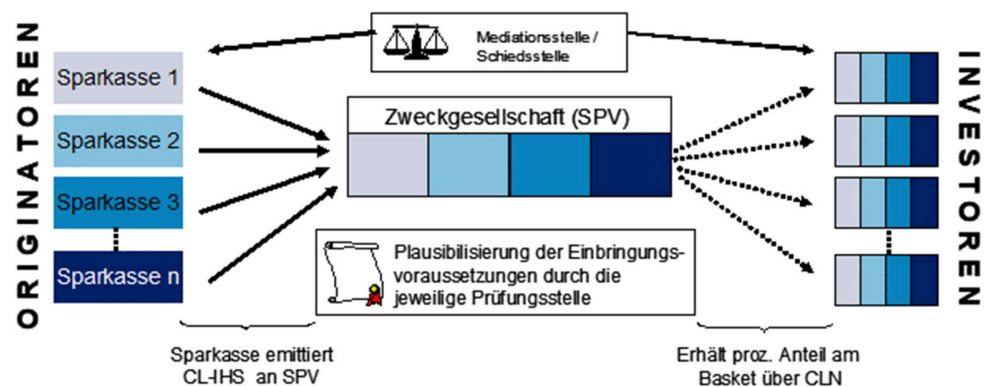 ORIGINATOREN
Mediationsstelle /
Schiedsstelle
Sparkasse 1
Sparkasse 2
Sparkasse 3
Sparkasse n
Zweckgesellschaft (SPV)
Plausibilisierung der Einbringungs-
voraussetzungen durch die
jeweilige Prüfungsstelle
INVESTOREN
Sparkasse emittiert
CL-IHS an SPV
Erhält proz. Anteil am
Basket über CLN